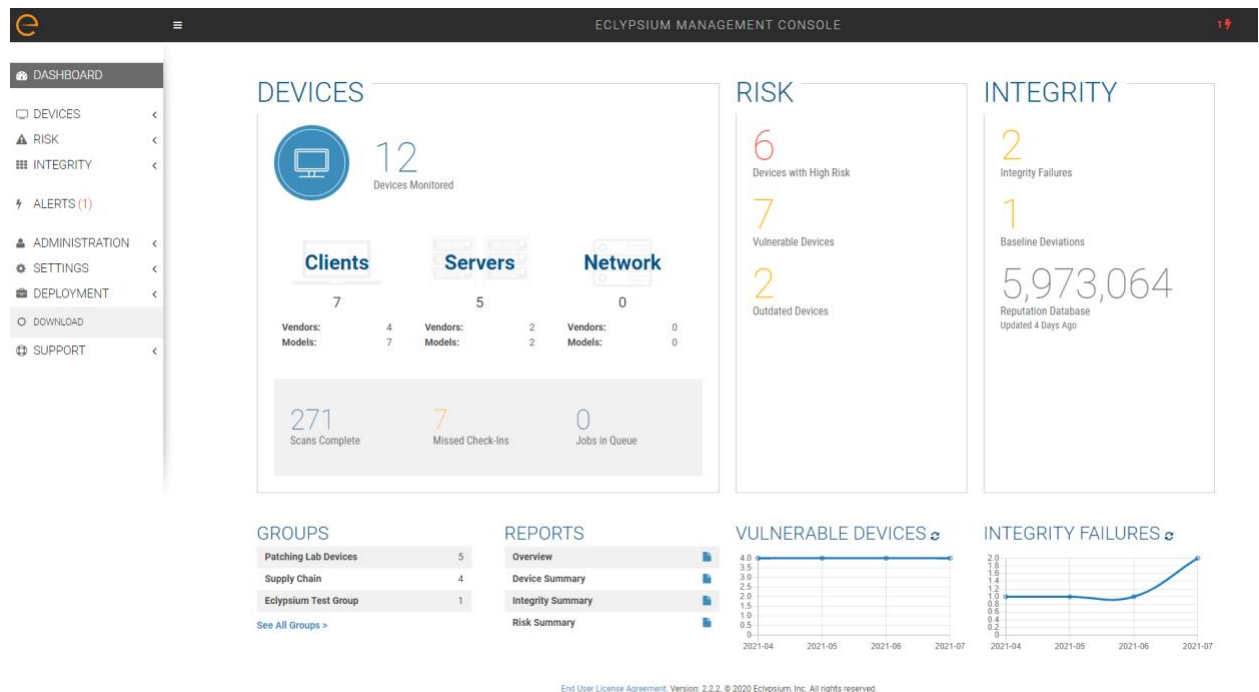 ECLYPSIUM MANAGEMENT CONSOLE
1
DASHBOARD
DEVICES
RISK
INTEGRITY
ALERTS (1)
ADMINISTRATION
SETTINGS
DEPLOYMENT
DOWNLOAD
SUPPORT
DEVICES
12
Devices Monitored
Clients
7
Vendors: 4
Models: 7
Servers
5
Vendors: 2
Models: 2
Network
0
Vendors: 0
Models: 0
271
Scans Complete
7
Missed Check-Ins
0
Jobs in Queue
RISK
6
Devices with High Risk
7
Vulnerable Devices
2
Outdated Devices
INTEGRITY
2
Integrity Failures
1
Baseline Deviations
5,973,064
Reputation Database
Updated 4 Days Ago
GROUPS
Patching Lab Devices 5
Supply Chain 4
Eclypsium Test Group 1
See All Groups >
REPORTS
Overview
Device Summary
Integrity Summary
Risk Summary
VULNERABLE DEVICES
4.0
3.5
3.0
2.5
2.0
1.5
1.0
0.5
0
2021-04 2021-05 2021-06 2021-07
INTEGRITY FAILURES
2.0
1.8
1.6
1.4
1.2
1.0
0.8
0.6
0.4
0.2
0
2021-04 2021-05 2021-06 2021-07
End User License Agreement. Version: 2.2.2. © 2020 Eclypsium, Inc. All rights reserved.